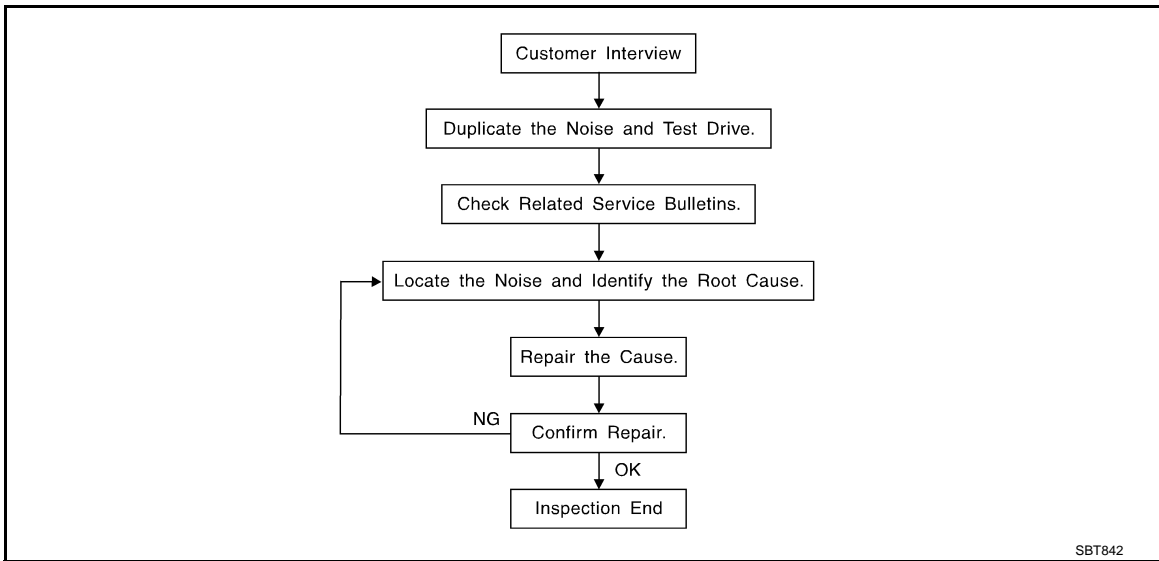 Customer Interview
Duplicate the Noise and Test Drive.
Check Related Service Bulletins.
Locate the Noise and Identify the Root Cause.
Repair the Cause.
NG
Confirm Repair.
OK
Inspection End
SBT842